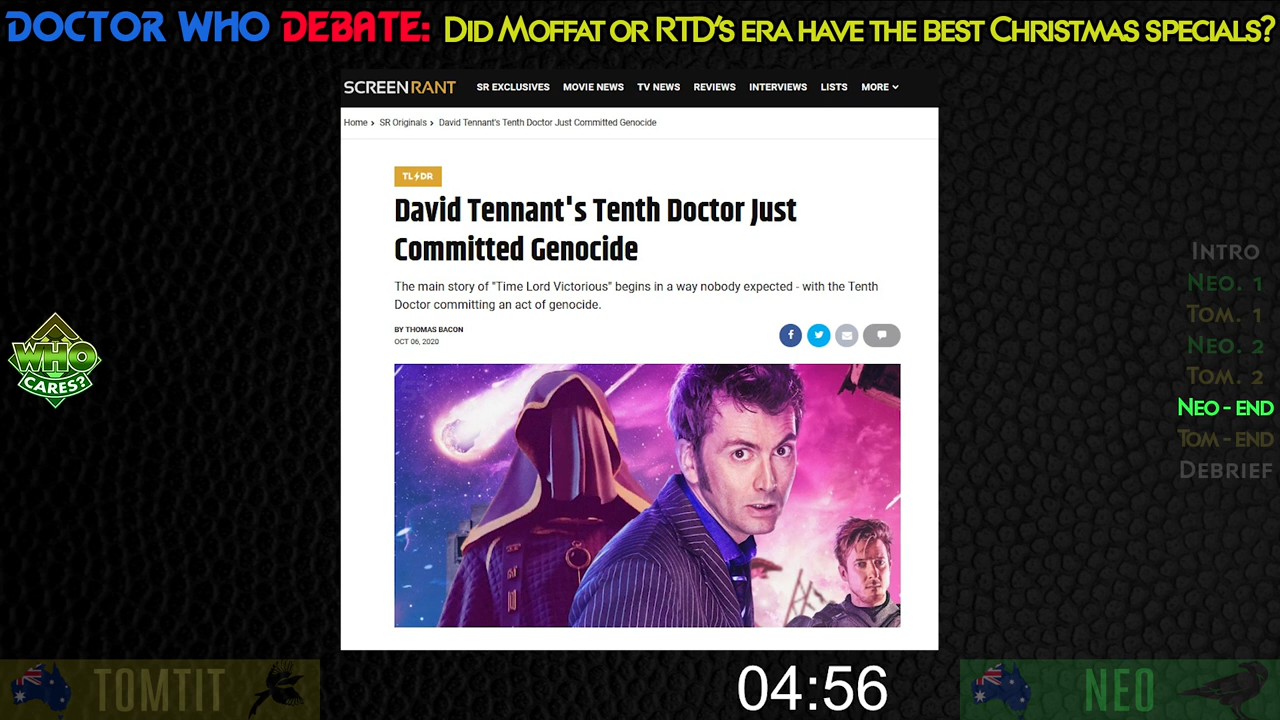 DOCTOR WHO DEBATE: DID MOFFAT OR RTD'S ERA HAVE THE BEST CHRISTMAS SPECIALS?
SCREENRANT SR EXCLUSIVES MOVIE NEWS TV NEWS REVIEWS INTERVIEWS LISTS MORE
Home › SR Originals › David Tennant's Tenth Doctor Just Committed Genocide
TL DR
David Tennant's Tenth Doctor Just
Committed Genocide
The main story of "Time Lord Victorious" begins in a way nobody expected - with the Tenth
Doctor committing an act of genocide.
BY THOMAS BACON
OCT 06, 2020
WHO
CARES?
INTRO
NEO. 1
TOM. 1
NEO. 2
TOM. 2
NEO - END
TOM - END
DEBRIEF
TOMTIT
04:56
NEO